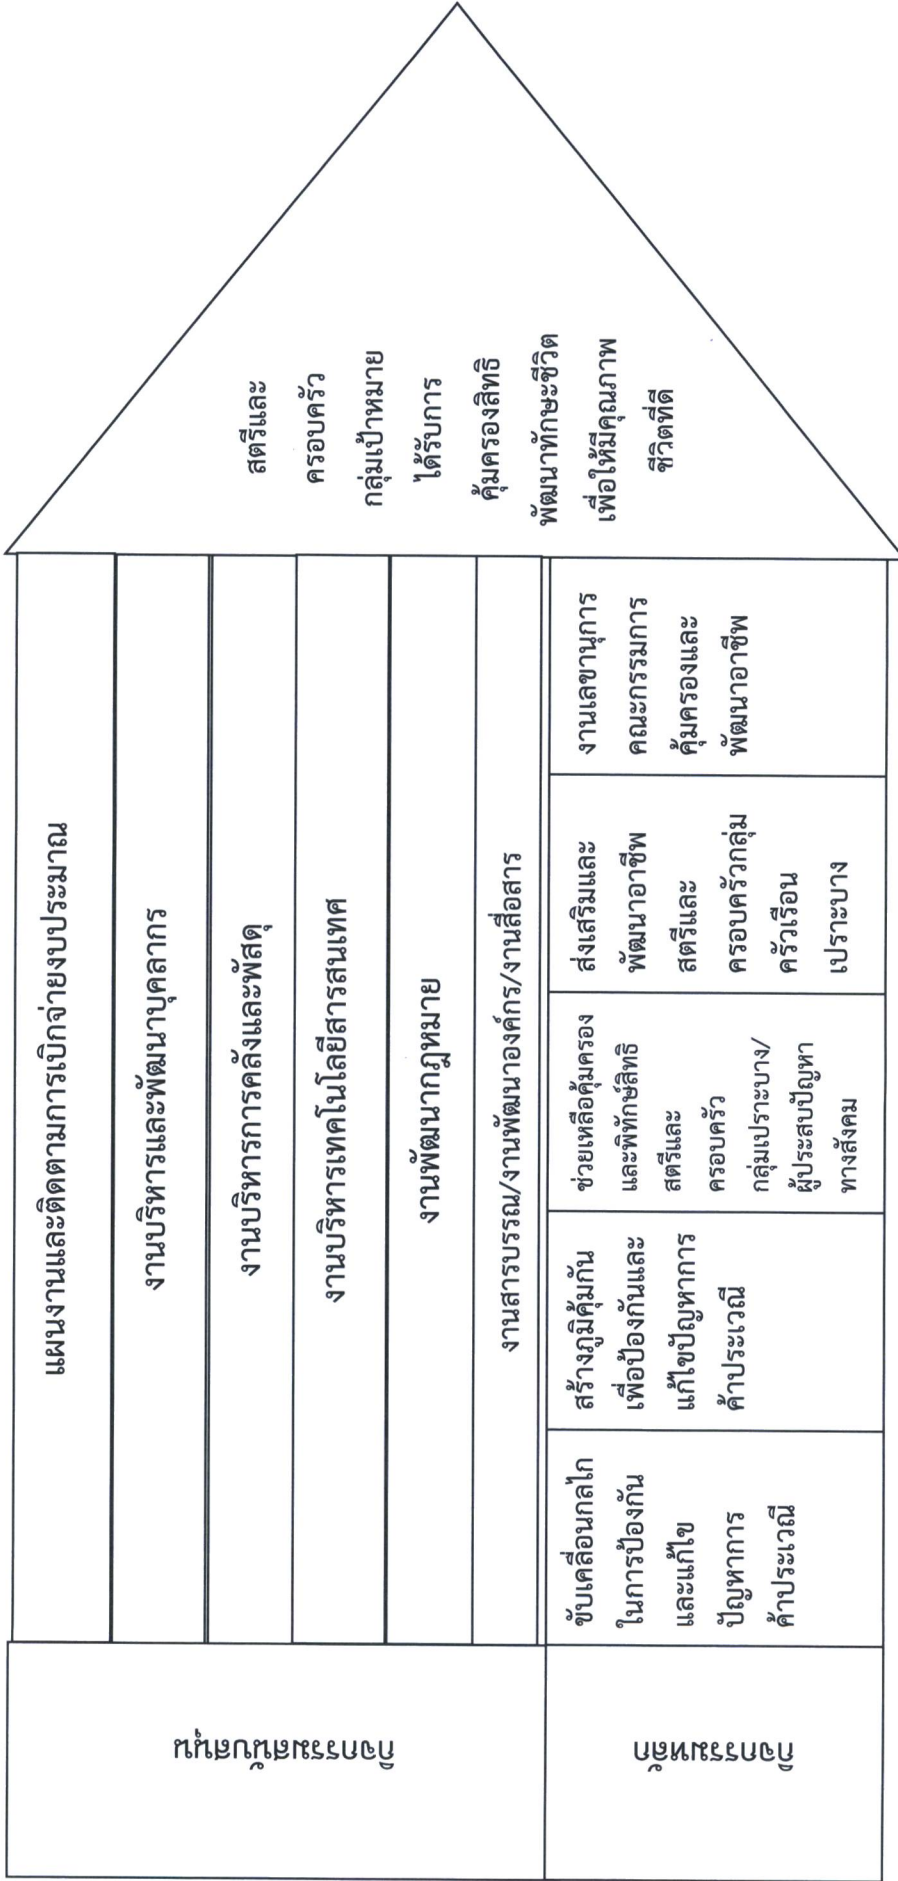 กิจกรรมสนับสนุน
แผนงานและติดตามการเบิกจ่ายงบประมาณ
งานบริหารและพัฒนาบุคลากร
งานบริหารการคลังและพัสดุ
งานบริหารเทคโนโลยีสารสนเทศ
งานพัฒนากฎหมาย
งานสารบรรณ/งานพัฒนาองค์กร/งานสื่อสาร
กิจกรรมหลัก
ขับเคลื่อนกลไก
ในการป้องกัน
และแก้ไข
ปัญหาการ
ค้าประเวณี
สร้างภูมิคุ้มกัน
เพื่อป้องกันและ
แก้ไขปัญหาการ
ค้าประเวณี
ช่วยเหลือคุ้มครอง
และพิทักษ์สิทธิ
สตรีและ
ครอบครัว
กลุ่มเปราะบาง/
ผู้ประสบปัญหา
ทางสังคม
ส่งเสริมและ
พัฒนาอาชีพ
สตรีและ
ครอบครัวกลุ่ม
ครัวเรือน
เปราะบาง
งานเลขานุการ
คณะกรรมการ
คุ้มครองและ
พัฒนาอาชีพ
สตรีและ
ครอบครัว
กลุ่มเป้าหมาย
ได้รับการ
คุ้มครองสิทธิ
พัฒนาทักษะชีวิต
เพื่อให้มีคุณภาพ
ชีวิตที่ดี